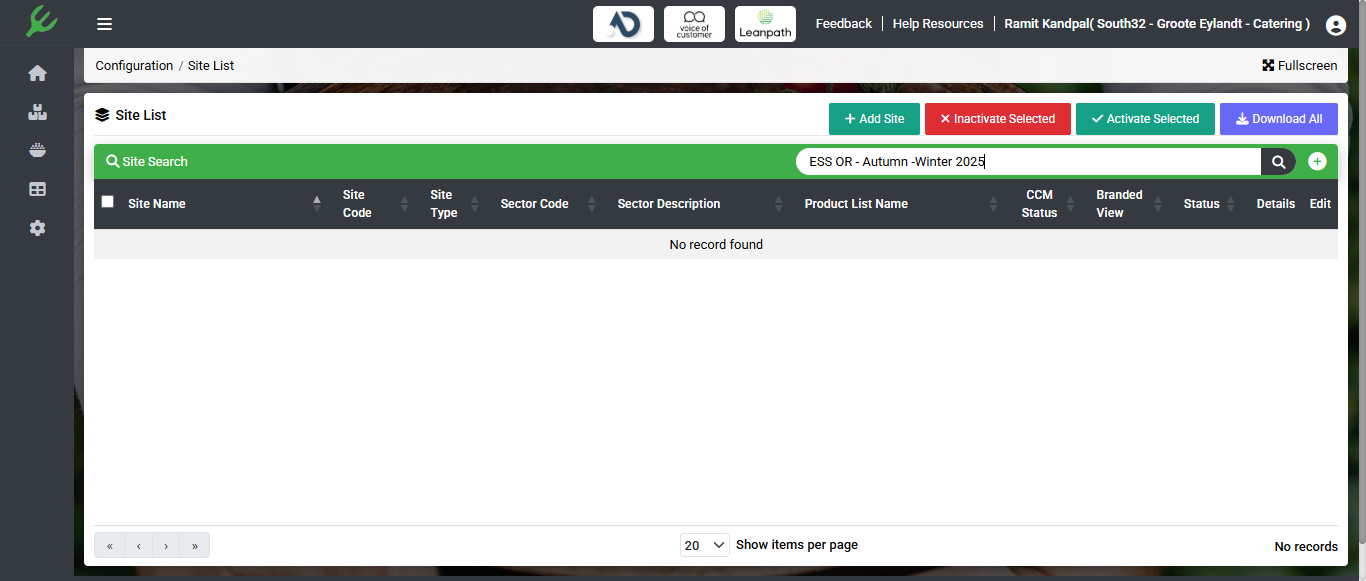 voice of
customer
Leanpath
Feedback
Help Resources
Ramit Kandpal( South32 - Groote Eylandt - Catering )
Configuration / Site List
Fullscreen
Site List
Add Site
Inactivate Selected
Activate Selected
Download All
Site Search
ESS OR - Autumn -Winter 2025
Site Name
Site
Code
Site
Type
Sector Code
Sector Description
Product List Name
CCM
Status
Branded
View
Status
Details
Edit
No record found
« ‹ › »
20
Show items per page
No records